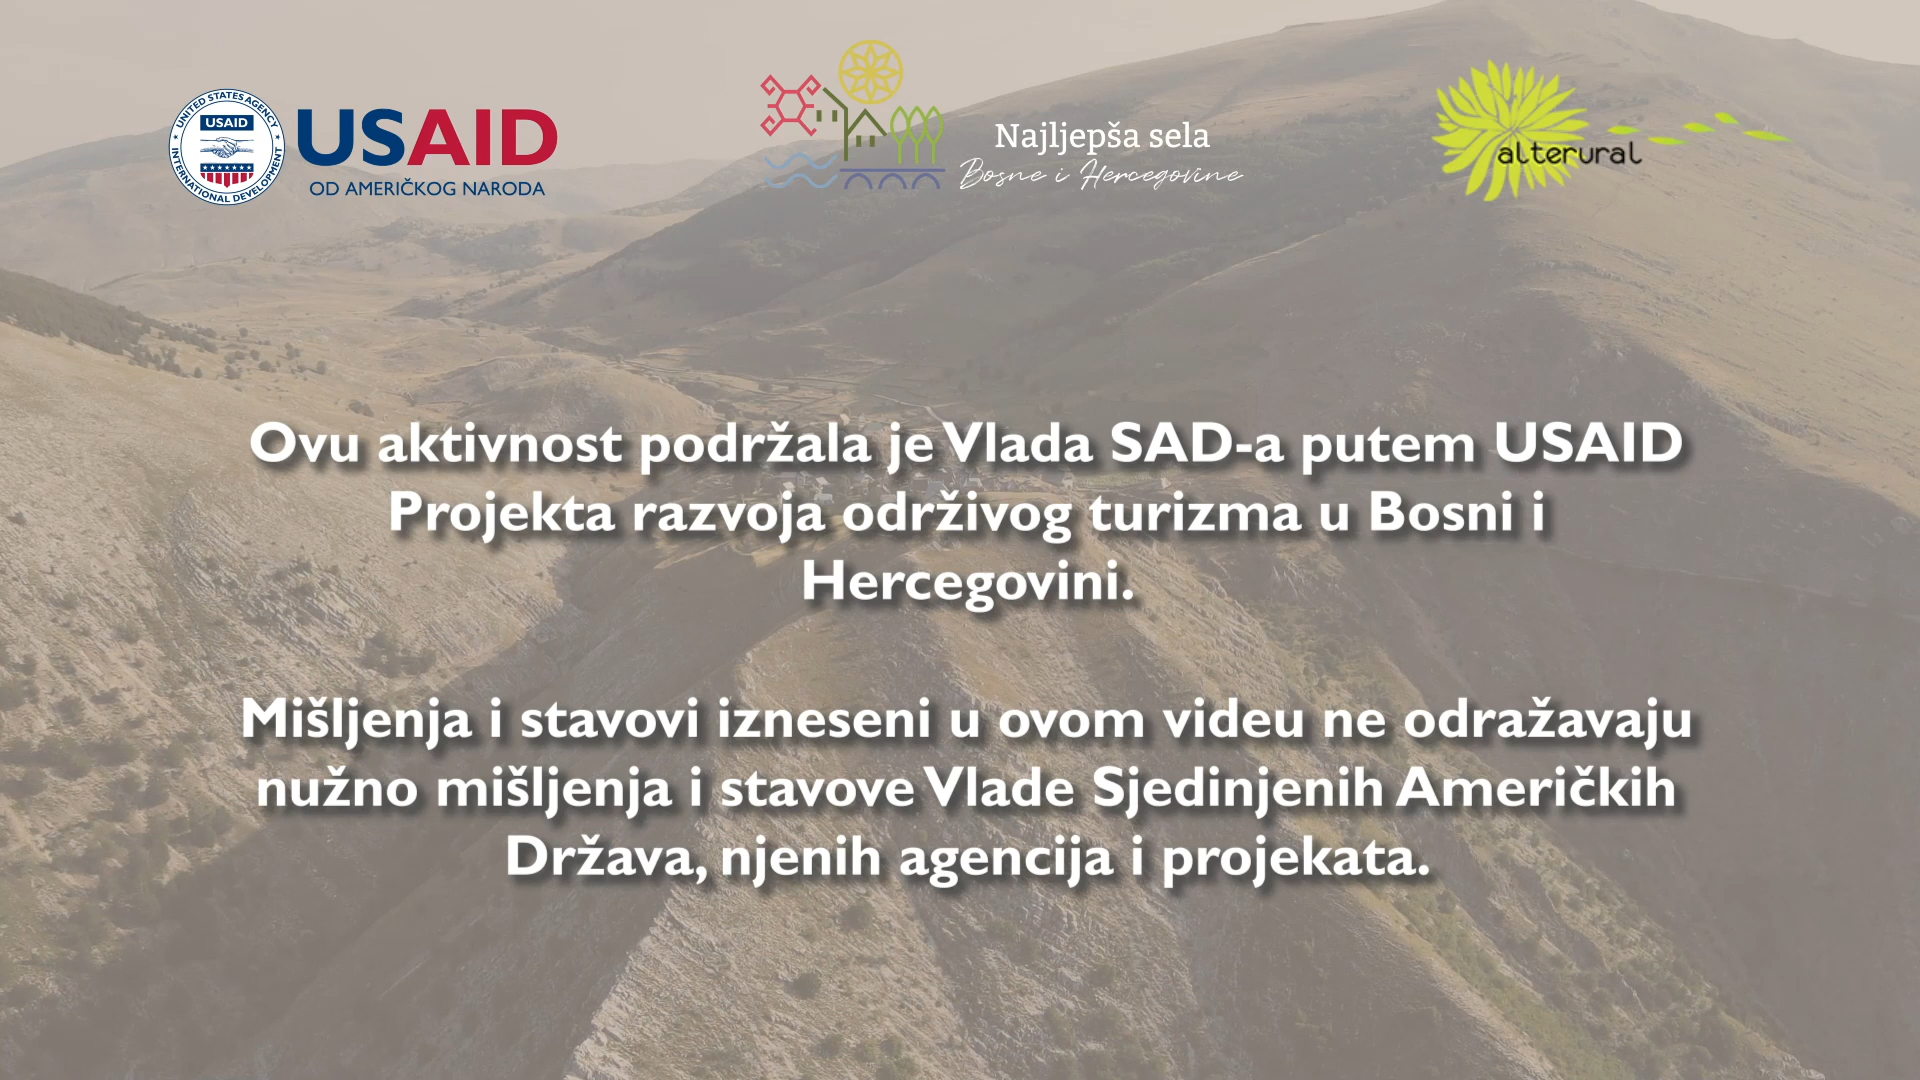 UNITED STATES AGENCY
USAID
INTERNATIONAL DEVELOPMENT
USAID
OD AMERIČKOG NARODA
Najljepša sela
Bosne i Hercegovine
alterural
Ovu aktivnost podržala je Vlada SAD-a putem USAID
Projekta razvoja održivog turizma u Bosni i
Hercegovini.
Mišljenja i stavovi izneseni u ovom videu ne odražavaju
nužno mišljenja i stavove Vlade Sjedinjenih Američkih
Država, njenih agencija i projekata.